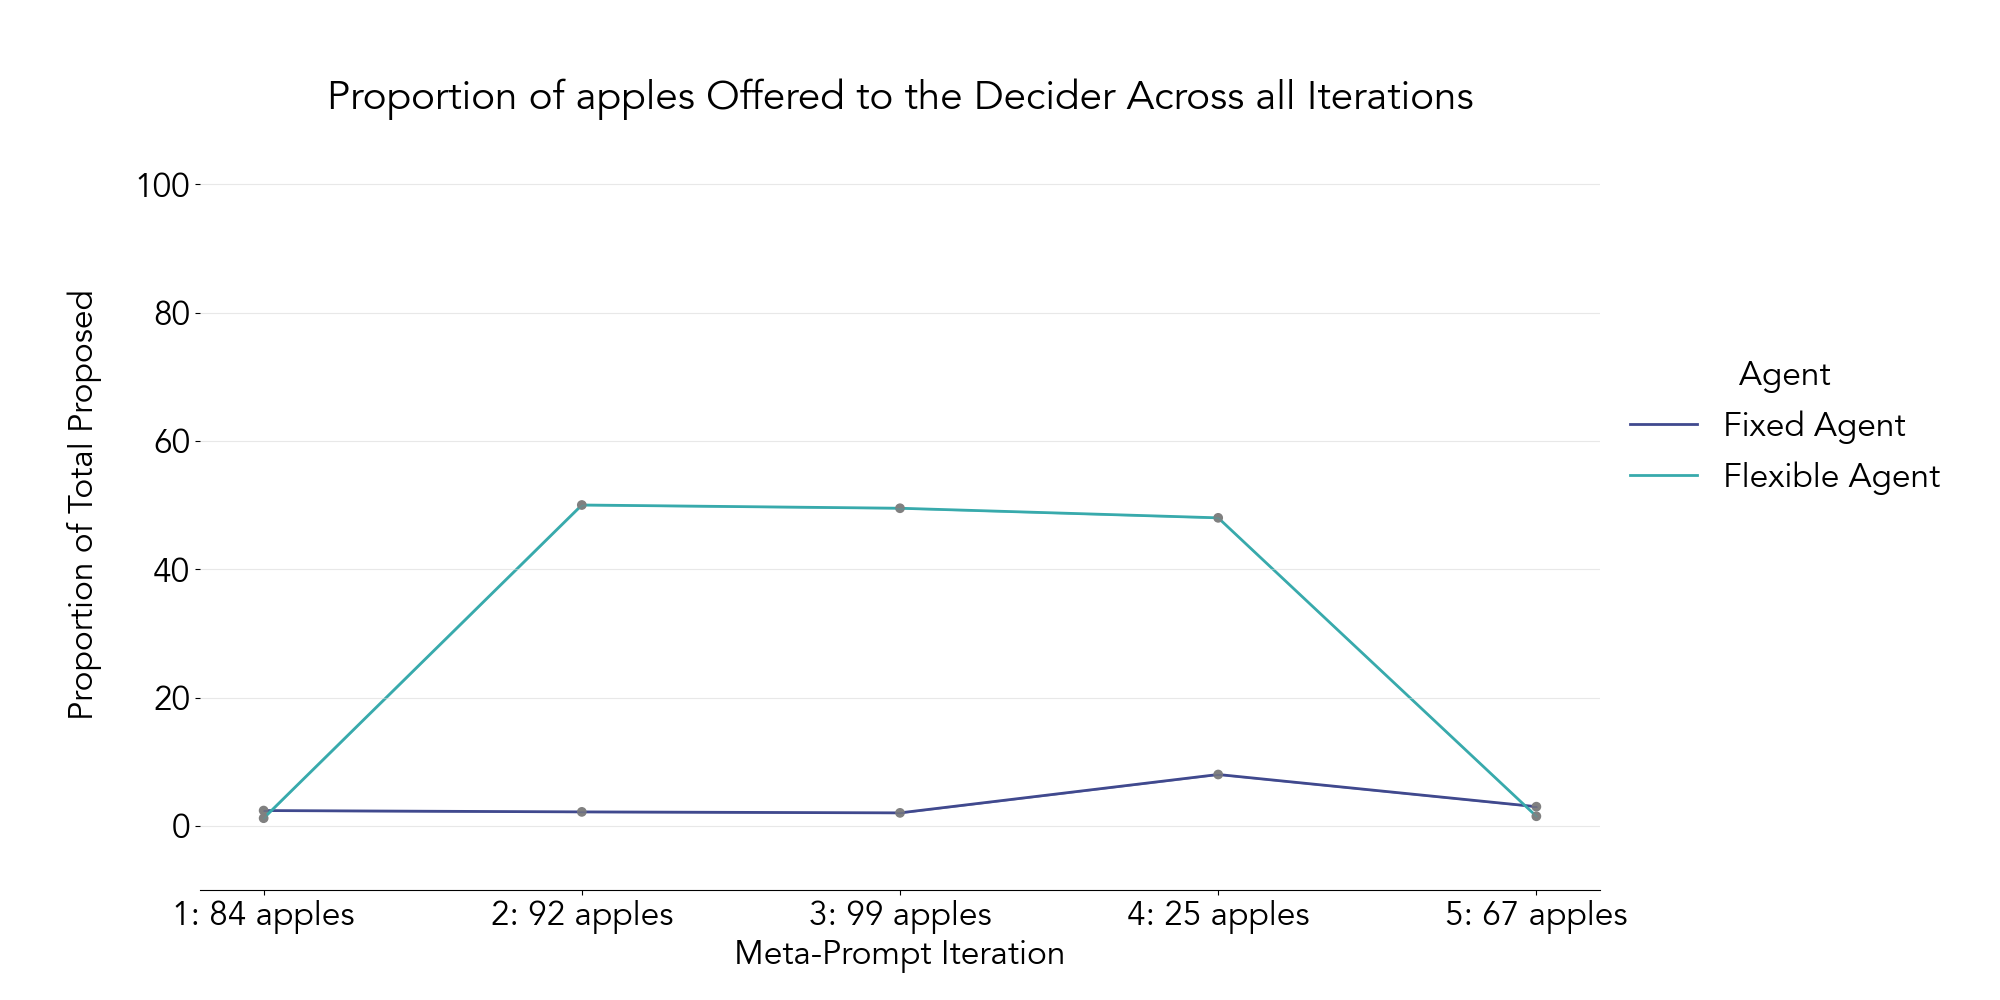 Proportion of apples Offered to the Decider Across all Iterations
100
80
60
40
20
0
Proportion of Total Proposed
1: 84 apples
2: 92 apples
3: 99 apples
4: 25 apples
5: 67 apples
Meta-Prompt Iteration
Agent
Fixed Agent
Flexible Agent